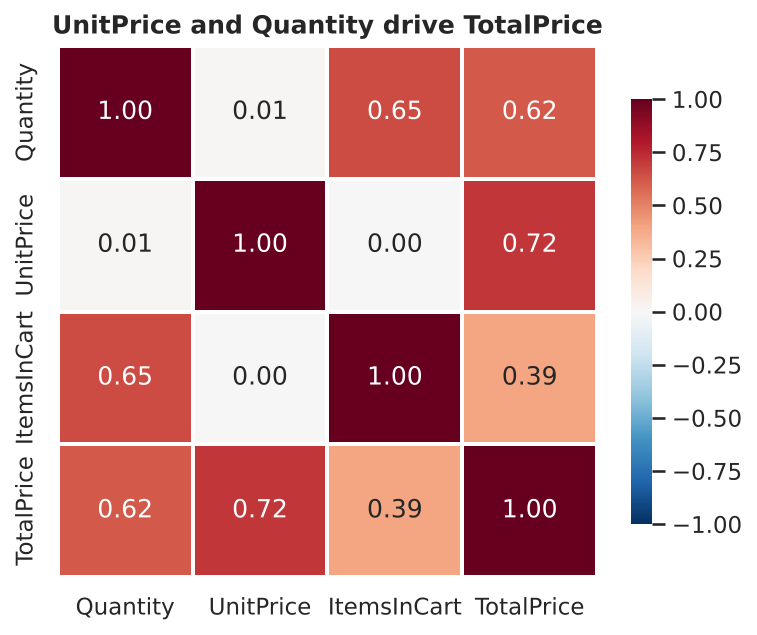 UnitPrice and Quantity drive TotalPrice
Quantity
1.00 0.01 0.65 0.62
UnitPrice
0.01 1.00 0.00 0.72
ItemsInCart
0.65 0.00 1.00 0.39
TotalPrice
0.62 0.72 0.39 1.00
Quantity UnitPrice ItemsInCart TotalPrice
1.00
0.75
0.50
0.25
0.00
−0.25
−0.50
−0.75
−1.00